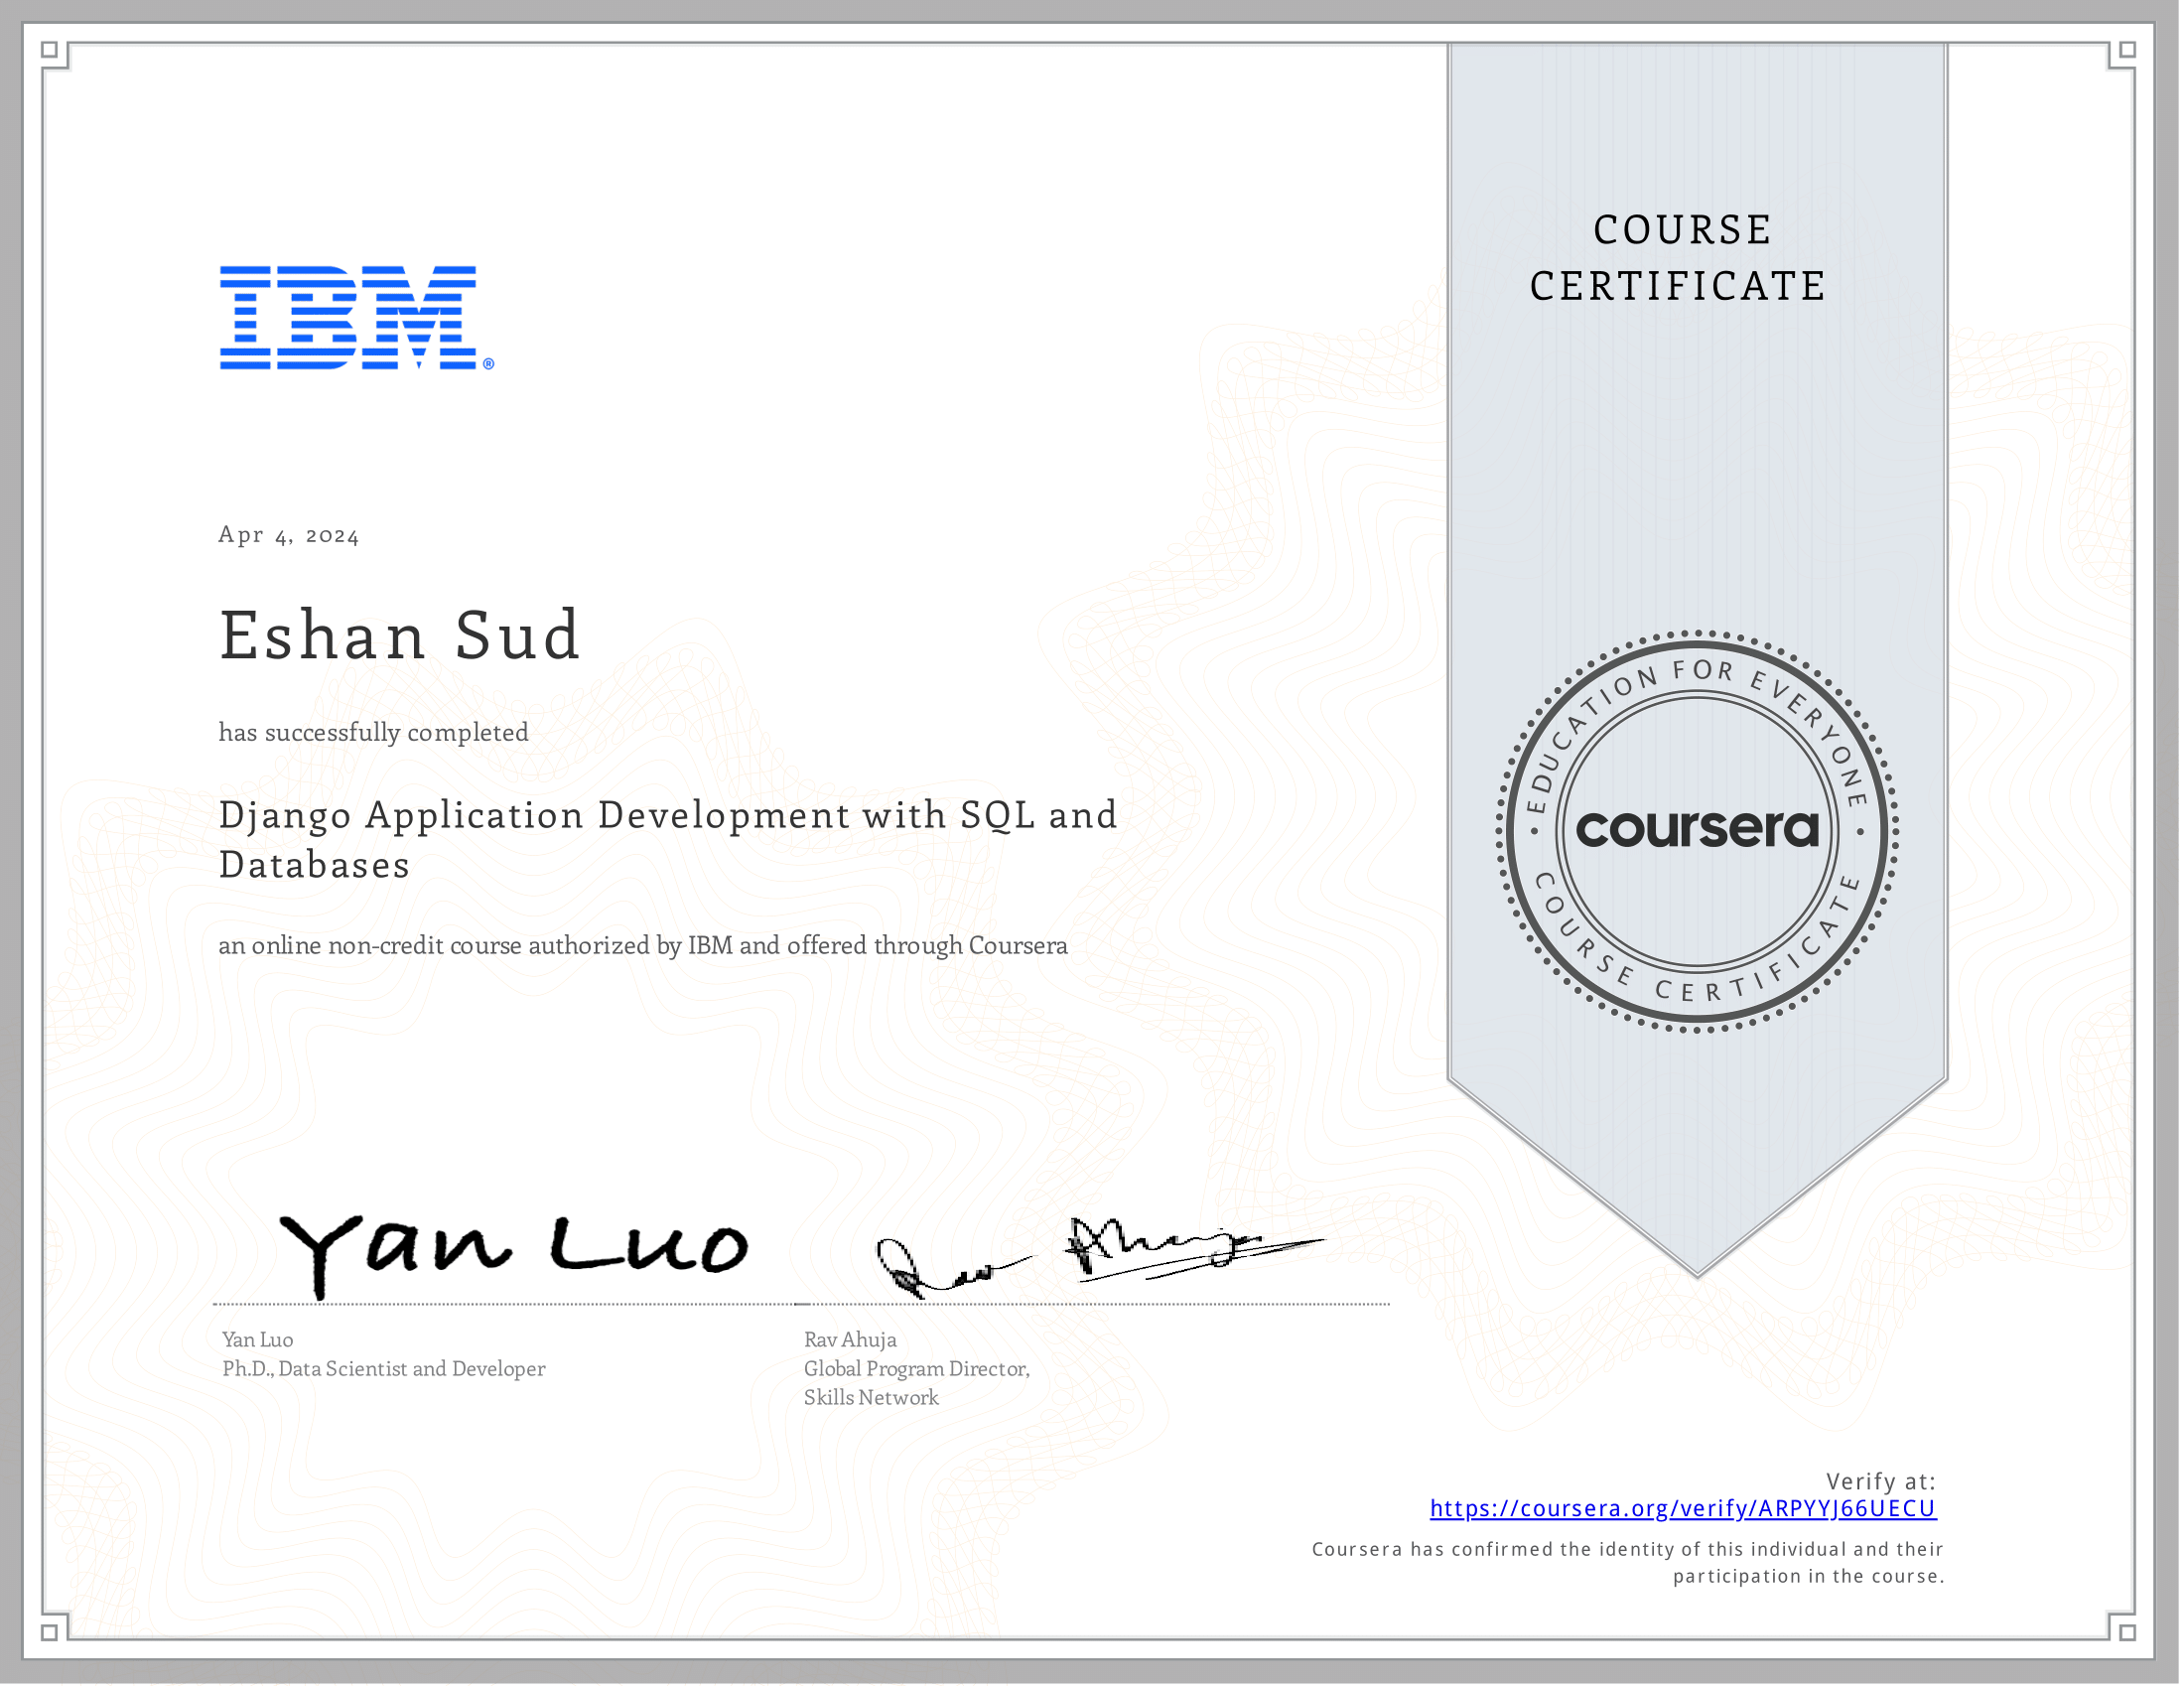 IBM®
COURSE
CERTIFICATE
Apr 4, 2024
Eshan Sud
has successfully completed
Django Application Development with SQL and
Databases
an online non-credit course authorized by IBM and offered through Coursera
EDUCATION FOR EVERYONE
coursera
COURSE CERTIFICATE
Yan Luo
Yan Luo
Ph.D., Data Scientist and Developer
Rav Ahuja
Global Program Director,
Skills Network
Verify at:
https://coursera.org/verify/ARPYYJ66UECU
Coursera has confirmed the identity of this individual and their
participation in the course.